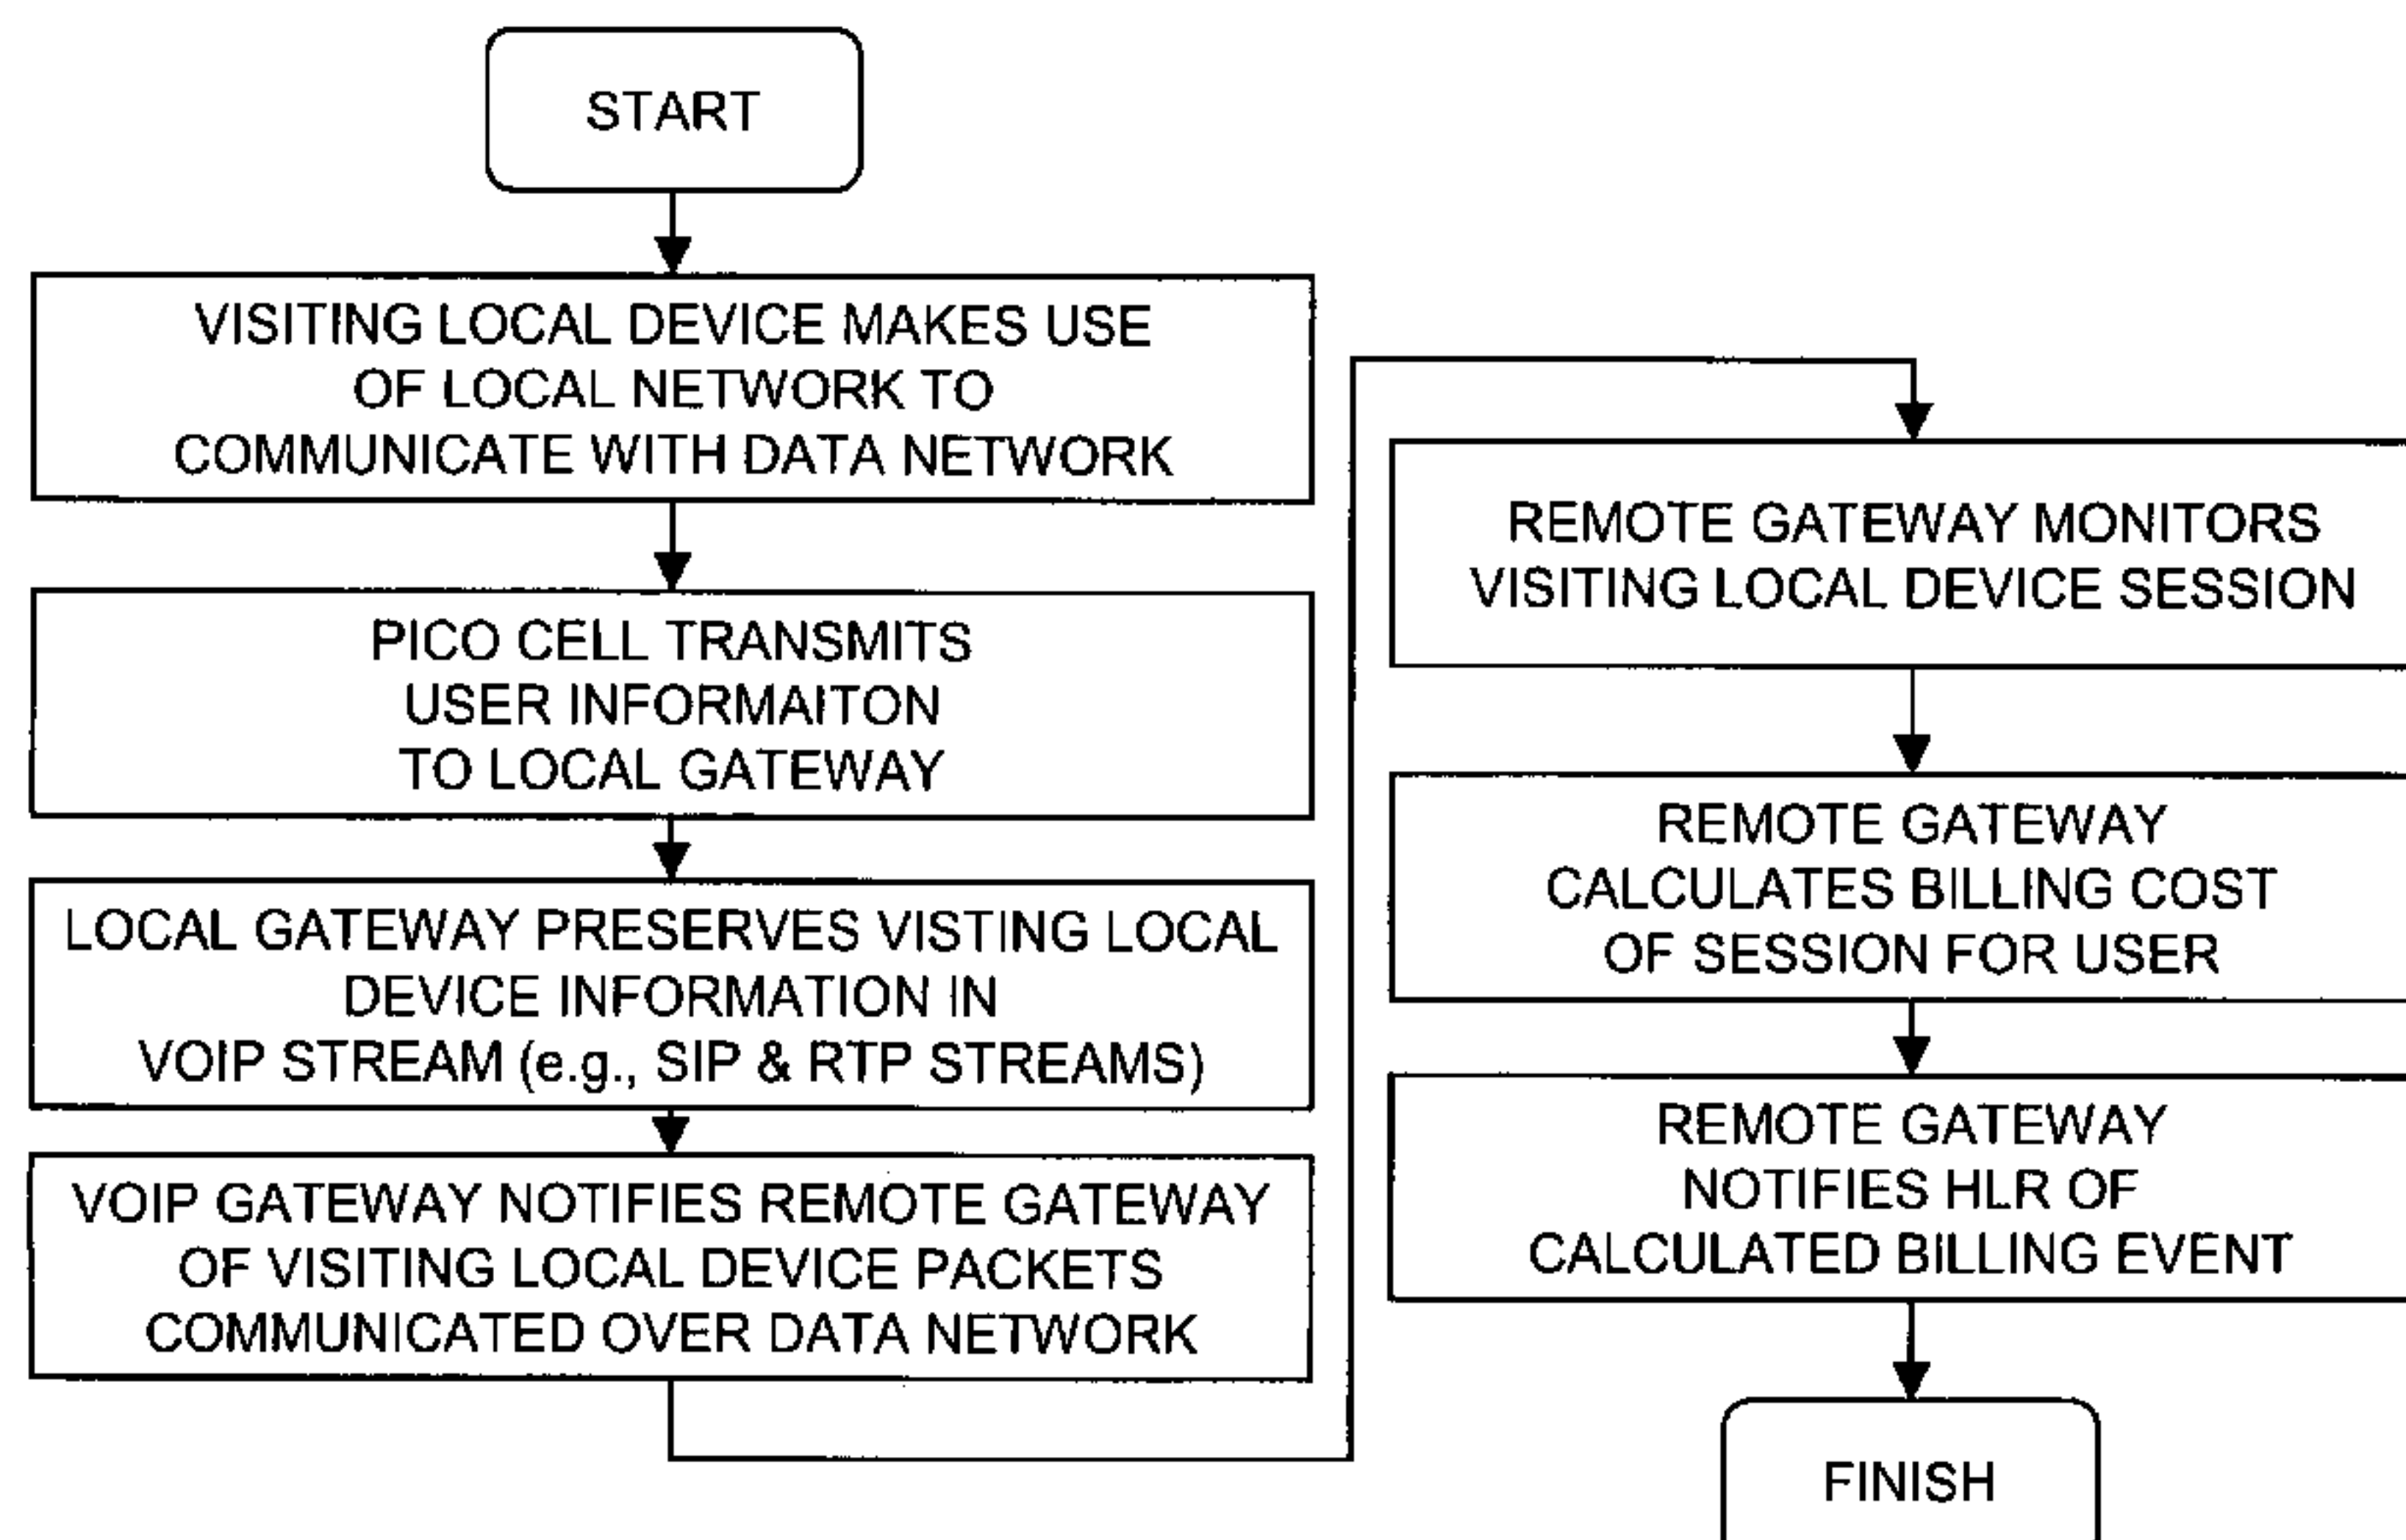 START
VISITING LOCAL DEVICE MAKES USE
OF LOCAL NETWORK TO
COMMUNICATE WITH DATA NETWORK
PICO CELL TRANSMITS
USER INFORMAITON
TO LOCAL GATEWAY
LOCAL GATEWAY PRESERVES VISTING LOCAL
DEVICE INFORMATION IN
VOIP STREAM (e.g., SIP & RTP STREAMS)
VOIP GATEWAY NOTIFIES REMOTE GATEWAY
OF VISITING LOCAL DEVICE PACKETS
COMMUNICATED OVER DATA NETWORK
REMOTE GATEWAY MONITORS
VISITING LOCAL DEVICE SESSION
REMOTE GATEWAY
CALCULATES BILLING COST
OF SESSION FOR USER
REMOTE GATEWAY
NOTIFIES HLR OF
CALCULATED BILLING EVENT
FINISH